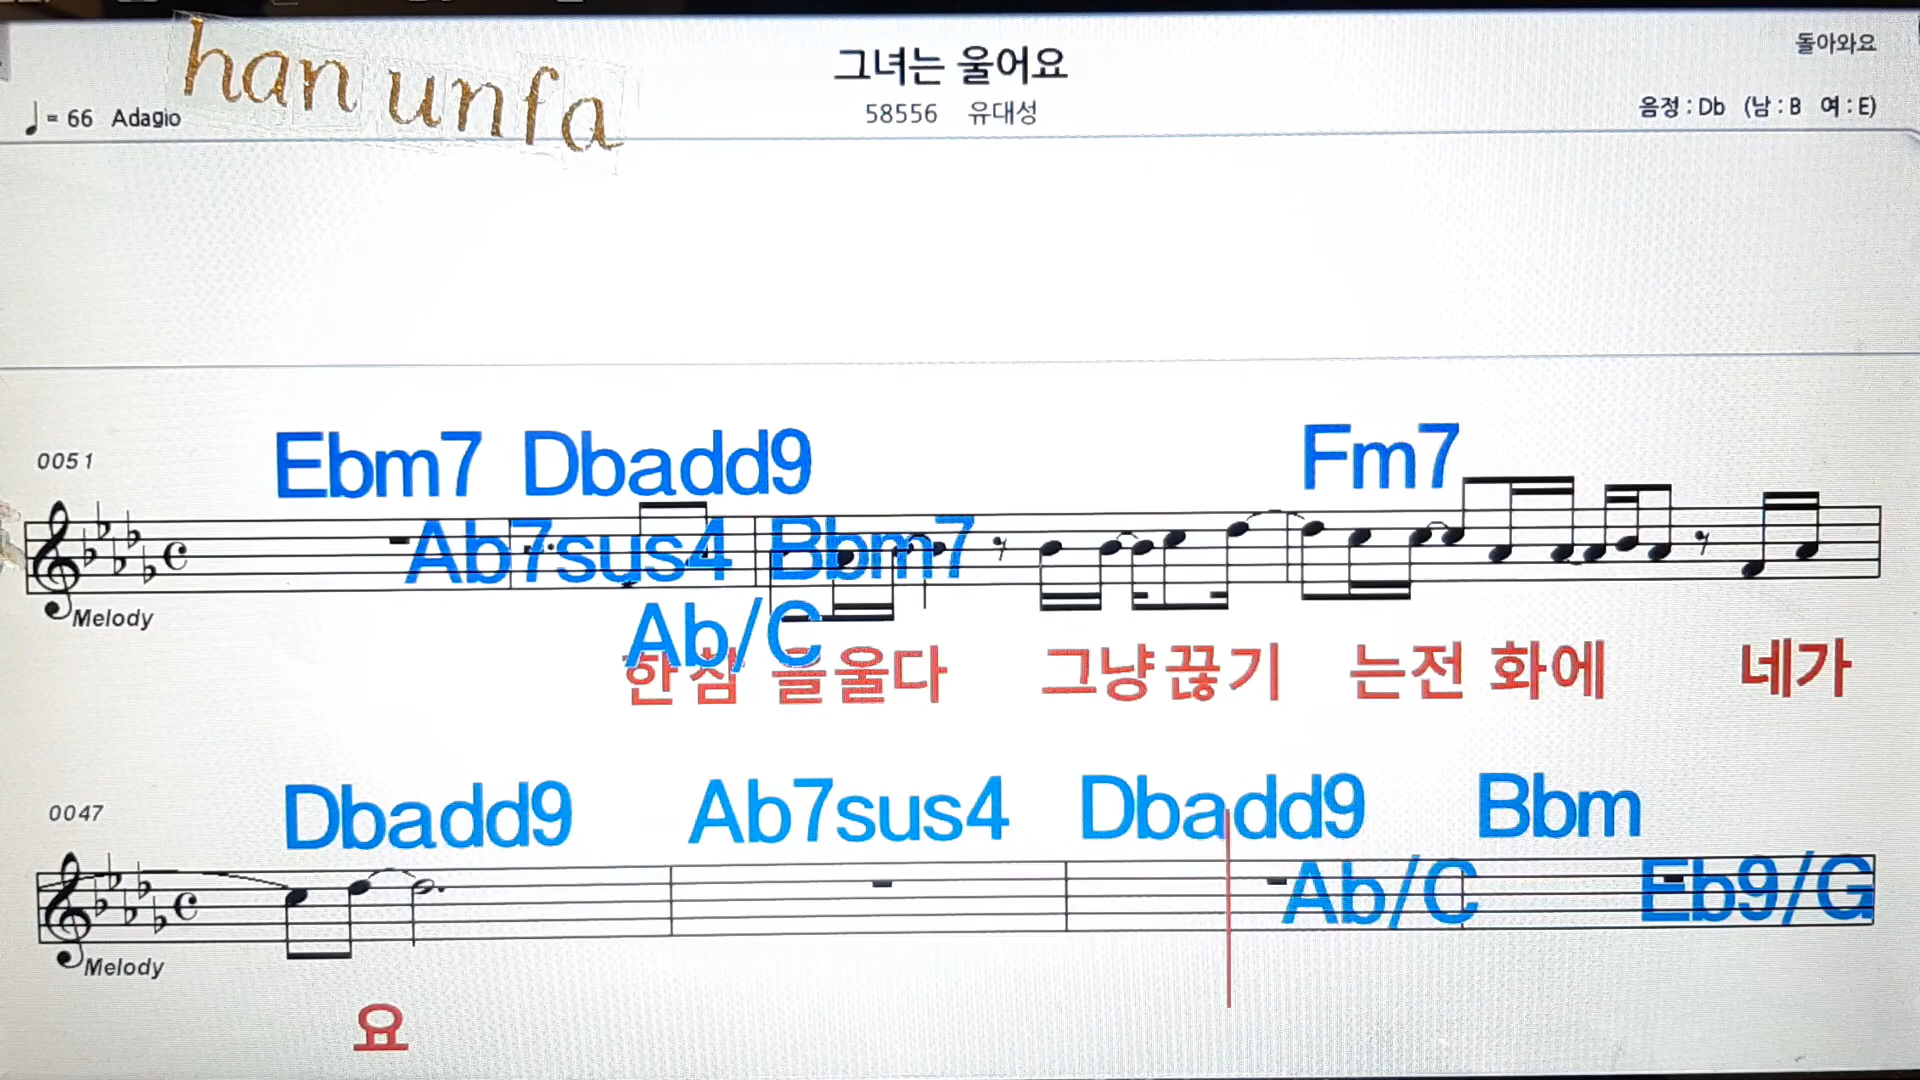 han unfa
그녀는 울어요
돌아와요
= 66 Adagio
58556 유대성
음정 : Db (남 : B 여 : E)
0051
Ebm7 Dbadd9 Fm7
Ab7sus4 Bbm7
Ab/C
Melody
한참 을울다 그냥끊기 는전 화에 네가
0047
Dbadd9 Ab7sus4 Dbadd9 Bbm
Ab/C Eb9/G
Melody
요